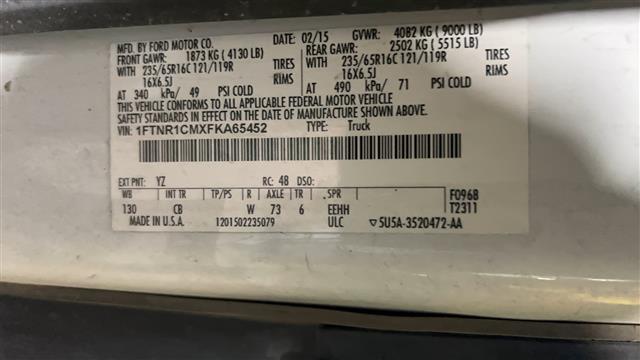 MFD. BY FORD MOTOR CO. DATE: 02/15 GVWR: 4082 KG ( 9000 LB)
FRONT GAWR: 1873 KG ( 4130 LB) REAR GAWR: 2502 KG ( 5515 LB)
WITH 235/65R16C 121/119R TIRES WITH 235/65R16C 121/119R TIRES
16X6.5J RIMS 16X6.5J RIMS
AT 340 kPa/ 49 PSI COLD AT 490 kPa/ 71 PSI COLD
THIS VEHICLE CONFORMS TO ALL APPLICABLE FEDERAL MOTOR VEHICLE
SAFETY STANDARDS IN EFFECT ON THE DATE OF MANUFACTURE SHOWN ABOVE.
VIN: 1FTNR1CMXFKA65452 TYPE: Truck
EXT PNT: YZ RC: 48 DSO:
WB INT TR TP/PS R AXLE TR SPR F0968
130 CB W 73 6 EEHH T2311
MADE IN U.S.A. 1201502235079 ULC 5U5A-3520472-AA